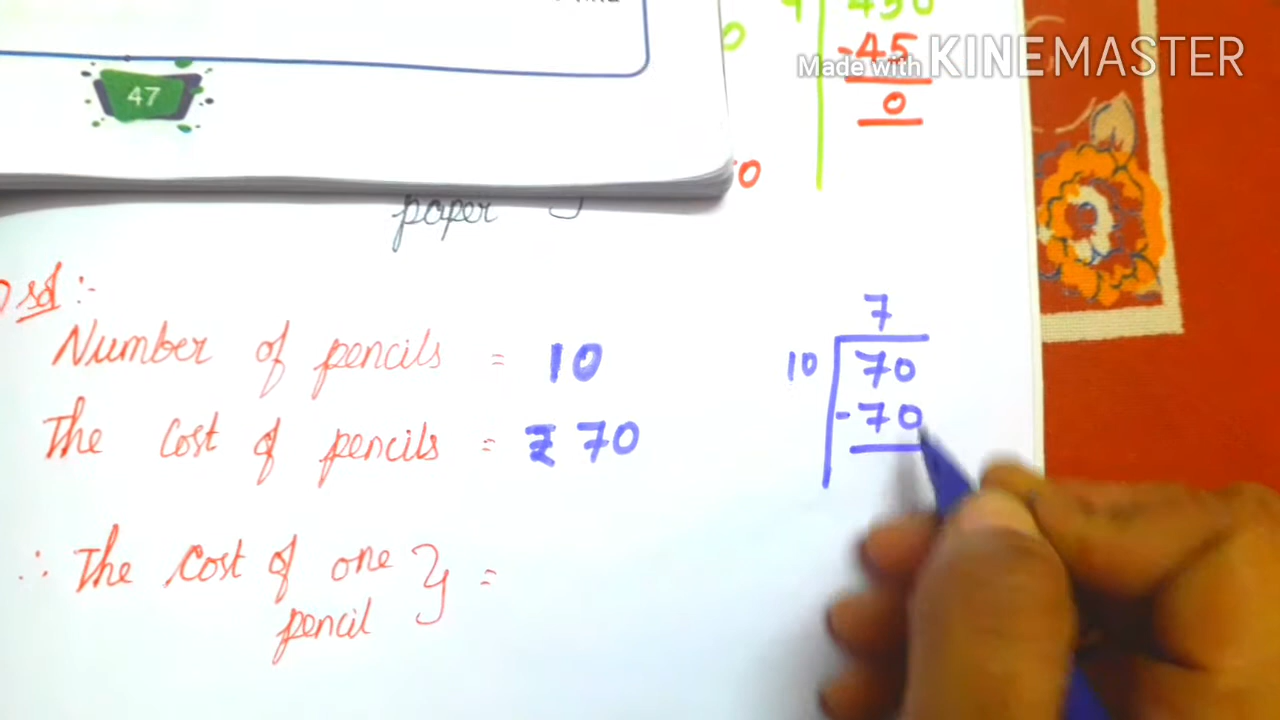 450
-45
Made with KINEMASTER
0
47
paper }
sol :-
Number of pencils = 10
The Cost of pencils = ₹ 70
∴ The Cost of one } =
pencil
7
10 70
-70